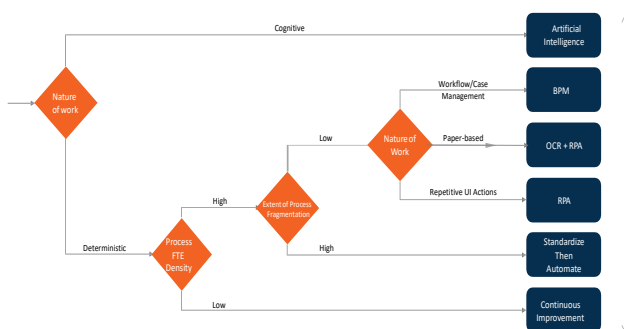 Cognitive
Artificial
Intelligence
Nature
of work
Workflow/Case
Management
BPM
Low
Nature of
Work
Paper-based
OCR + RPA
High
Extent of Process
Fragmentation
Repetitive UI Actions
RPA
Deterministic
Process
FTE
Density
High
Standardize
Then
Automate
Low
Continuous
Improvement